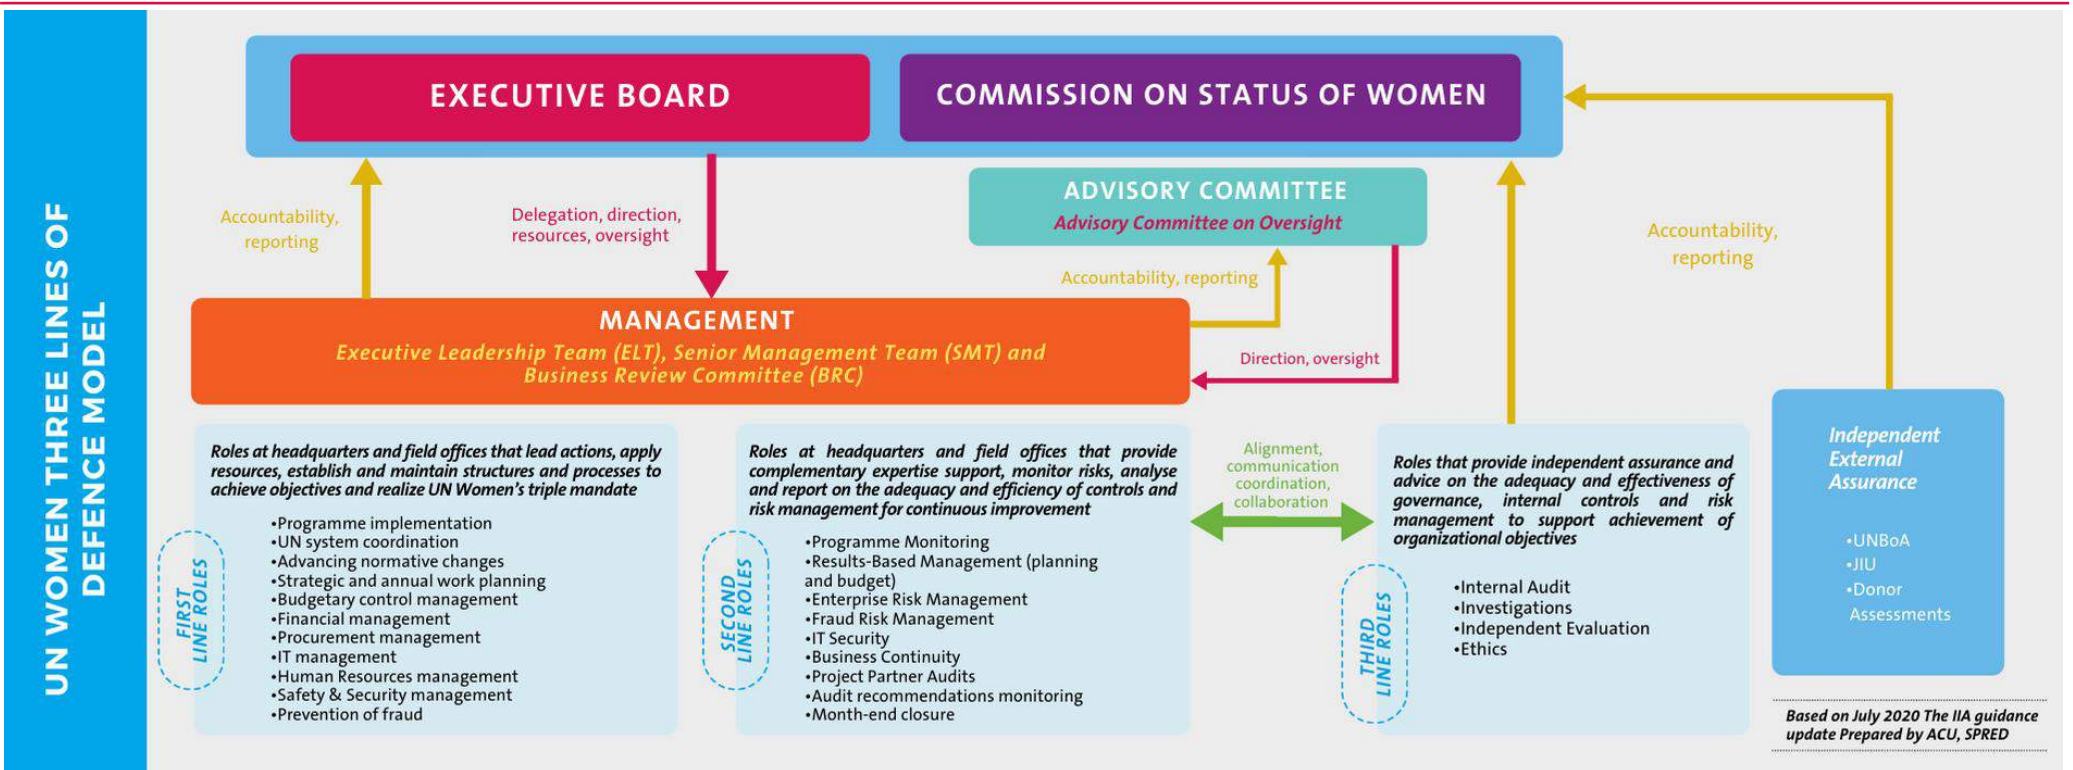 UN WOMEN THREE LINES OF
DEFENCE MODEL
EXECUTIVE BOARD
COMMISSION ON STATUS OF WOMEN
Accountability,
reporting
Delegation, direction,
resources, oversight
ADVISORY COMMITTEE
Advisory Committee on Oversight
Accountability, reporting
Accountability,
reporting
MANAGEMENT
Executive Leadership Team (ELT), Senior Management Team (SMT) and
Business Review Committee (BRC)
Direction, oversight
FIRST
LINE ROLES
Roles at headquarters and field offices that lead actions, apply
resources, establish and maintain structures and processes to
achieve objectives and realize UN Women's triple mandate
•Programme implementation
•UN system coordination
•Advancing normative changes
•Strategic and annual work planning
•Budgetary control management
•Financial management
•Procurement management
•IT management
•Human Resources management
•Safety & Security management
•Prevention of fraud
SECOND
LINE ROLES
Roles at headquarters and field offices that provide
complementary expertise support, monitor risks, analyse
and report on the adequacy and efficiency of controls and
risk management for continuous improvement
•Programme Monitoring
•Results-Based Management (planning
and budget)
•Enterprise Risk Management
•Fraud Risk Management
•IT Security
•Business Continuity
•Project Partner Audits
•Audit recommendations monitoring
•Month-end closure
Alignment,
communication
coordination,
collaboration
THIRD
LINE ROLES
Roles that provide independent assurance and
advice on the adequacy and effectiveness of
governance, internal controls and risk
management to support achievement of
organizational objectives
•Internal Audit
•Investigations
•Independent Evaluation
•Ethics
Independent
External
Assurance
•UNBoA
•JIU
•Donor
Assessments
Based on July 2020 The IIA guidance
update Prepared by ACU, SPRED